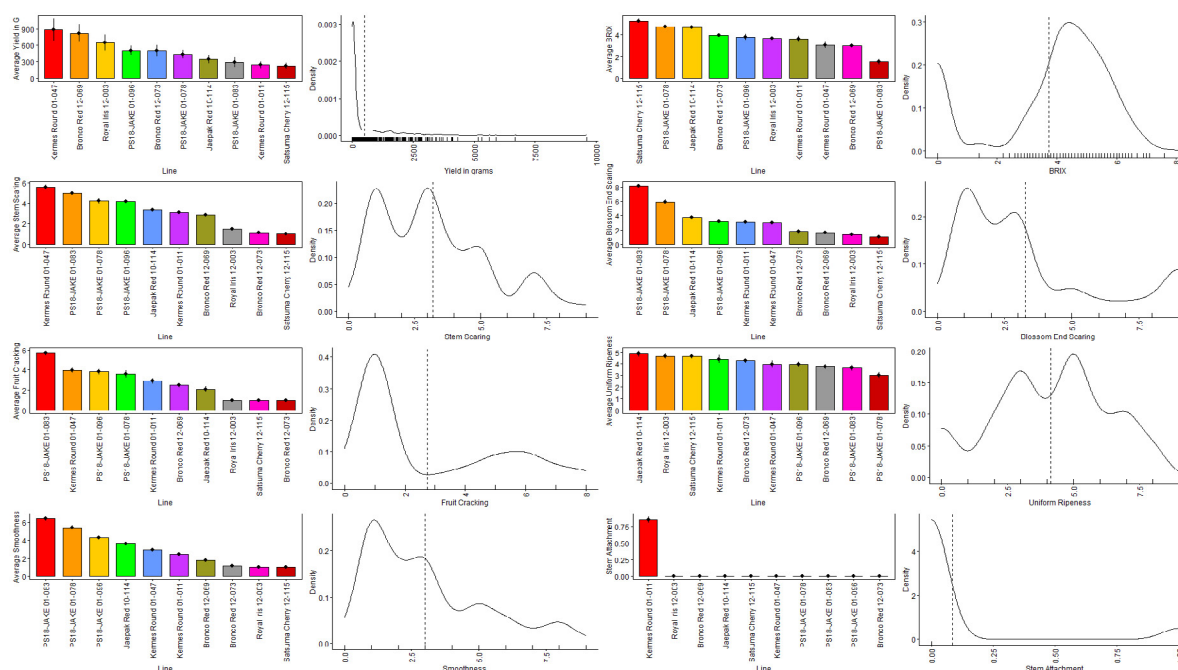 Average Yield in G
900
600
300
0
Kermes Round 01-047
Bronco Red 12-069
Royal Iris 12-003
PS18-JAKE 01-096
Bronco Red 12-073
PS18-JAKE 01-078
Jaepak Red 10-114
PS18-JAKE 01-083
Kermes Round 01-011
Satsuma Cherry 12-115
Line
Density
0.003
0.002
0.001
0.000
0
2500
5000
7500
10000
Yield in grams
Average BRIX
4
2
0
Satsuma Cherry 12-115
PS18-JAKE 01-078
Jaepak Red 10-114
Bronco Red 12-073
PS18-JAKE 01-096
Royal Iris 12-003
Kermes Round 01-011
Kermes Round 01-047
Bronco Red 12-069
PS18-JAKE 01-083
Line
Density
0.3
0.2
0.1
0.0
0
2
4
6
8
BRIX
Average Stem Scaring
6
4
2
0
Kermes Round 01-047
PS18-JAKE 01-083
PS18-JAKE 01-078
PS18-JAKE 01-096
Jaepak Red 10-114
Kermes Round 01-011
Bronco Red 12-069
Royal Iris 12-003
Bronco Red 12-073
Satsuma Cherry 12-115
Line
Density
0.20
0.15
0.10
0.05
0.00
0.0
2.5
5.0
7.5
Stem Scaring
Average Blossom End Scaring
8
6
4
2
0
PS18-JAKE 01-083
PS18-JAKE 01-078
Jaepak Red 10-114
PS18-JAKE 01-096
Kermes Round 01-011
Kermes Round 01-047
Bronco Red 12-069
Bronco Red 12-073
Royal Iris 12-003
Satsuma Cherry 12-115
Line
Density
0.2
0.1
0.0
0.0
2.5
5.0
7.5
Blossom End Scaring
Average Fruit Cracking
6
4
2
0
PS18-JAKE 01-083
Kermes Round 01-047
PS18-JAKE 01-096
PS18-JAKE 01-078
Kermes Round 01-011
Bronco Red 12-069
Jaepak Red 10-114
Royal Iris 12-003
Satsuma Cherry 12-115
Bronco Red 12-073
Line
Density
0.4
0.3
0.2
0.1
0.0
0
2
4
6
8
Fruit Cracking
Average Uniform Ripeness
5
4
3
2
1
0
Jaepak Red 10-114
Royal Iris 12-003
Satsuma Cherry 12-115
Kermes Round 01-011
Bronco Red 12-073
Kermes Round 01-047
PS18-JAKE 01-096
Bronco Red 12-069
PS18-JAKE 01-083
PS18-JAKE 01-078
Line
Density
0.20
0.15
0.10
0.05
0.00
0.0
2.5
5.0
7.5
Uniform Ripeness
Average Smoothness
6
4
2
0
PS18-JAKE 01-083
PS18-JAKE 01-078
PS18-JAKE 01-096
Jaepak Red 10-114
Kermes Round 01-047
Kermes Round 01-011
Bronco Red 12-069
Bronco Red 12-073
Royal Iris 12-003
Satsuma Cherry 12-115
Line
Density
0.2
0.1
0.0
0.0
2.5
5.0
7.5
Smoothness
Stem Attachment
0.75
0.50
0.25
0.00
Kermes Round 01-011
Royal Iris 12-003
Bronco Red 12-069
Jaepak Red 10-114
Satsuma Cherry 12-115
Kermes Round 01-047
PS18-JAKE 01-078
PS18-JAKE 01-083
PS18-JAKE 01-096
Bronco Red 12-073
Line
Density
4
2
0
0.00
0.25
0.50
0.75
Stem Attachment